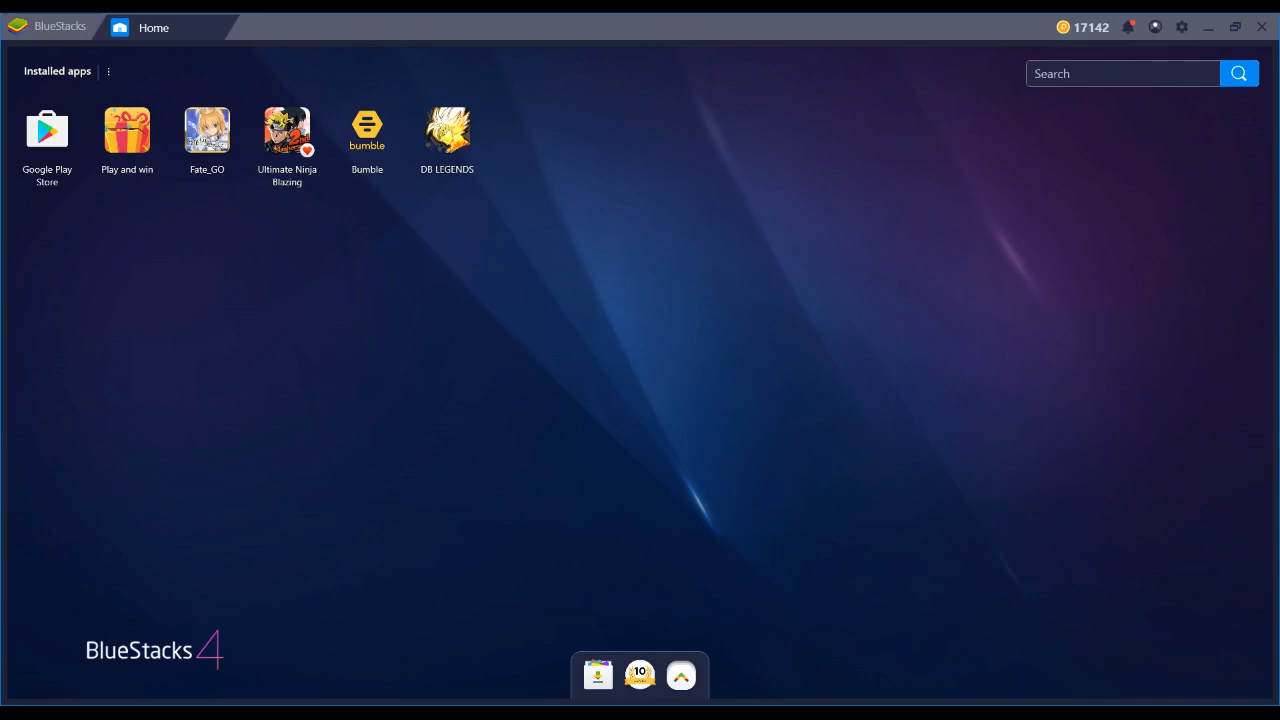 BlueStacks
Home
17142
Installed apps
Search
bumble
Google Play
Store
Play and win
Fate_GO
Ultimate Ninja
Blazing
Bumble
DB LEGENDS
BlueStacks 4
10